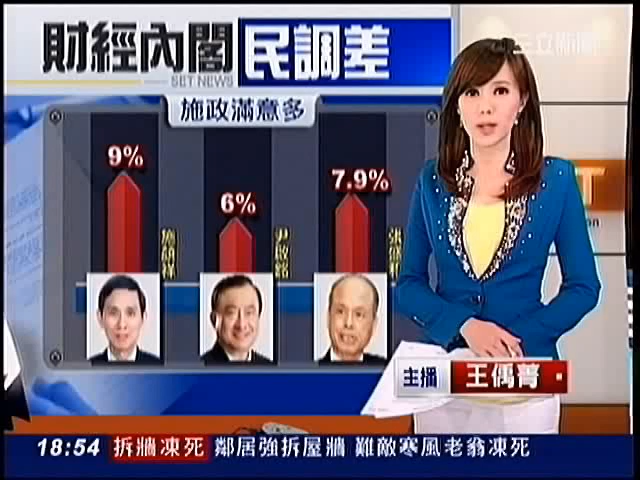 財經內閣 民調差
SET NEWS
三立新聞
施政滿意多
9%
6%
7.9%
主播 王偊菁
18:54 拆牆凍死 鄰居強拆屋牆 難敵寒風老翁凍死